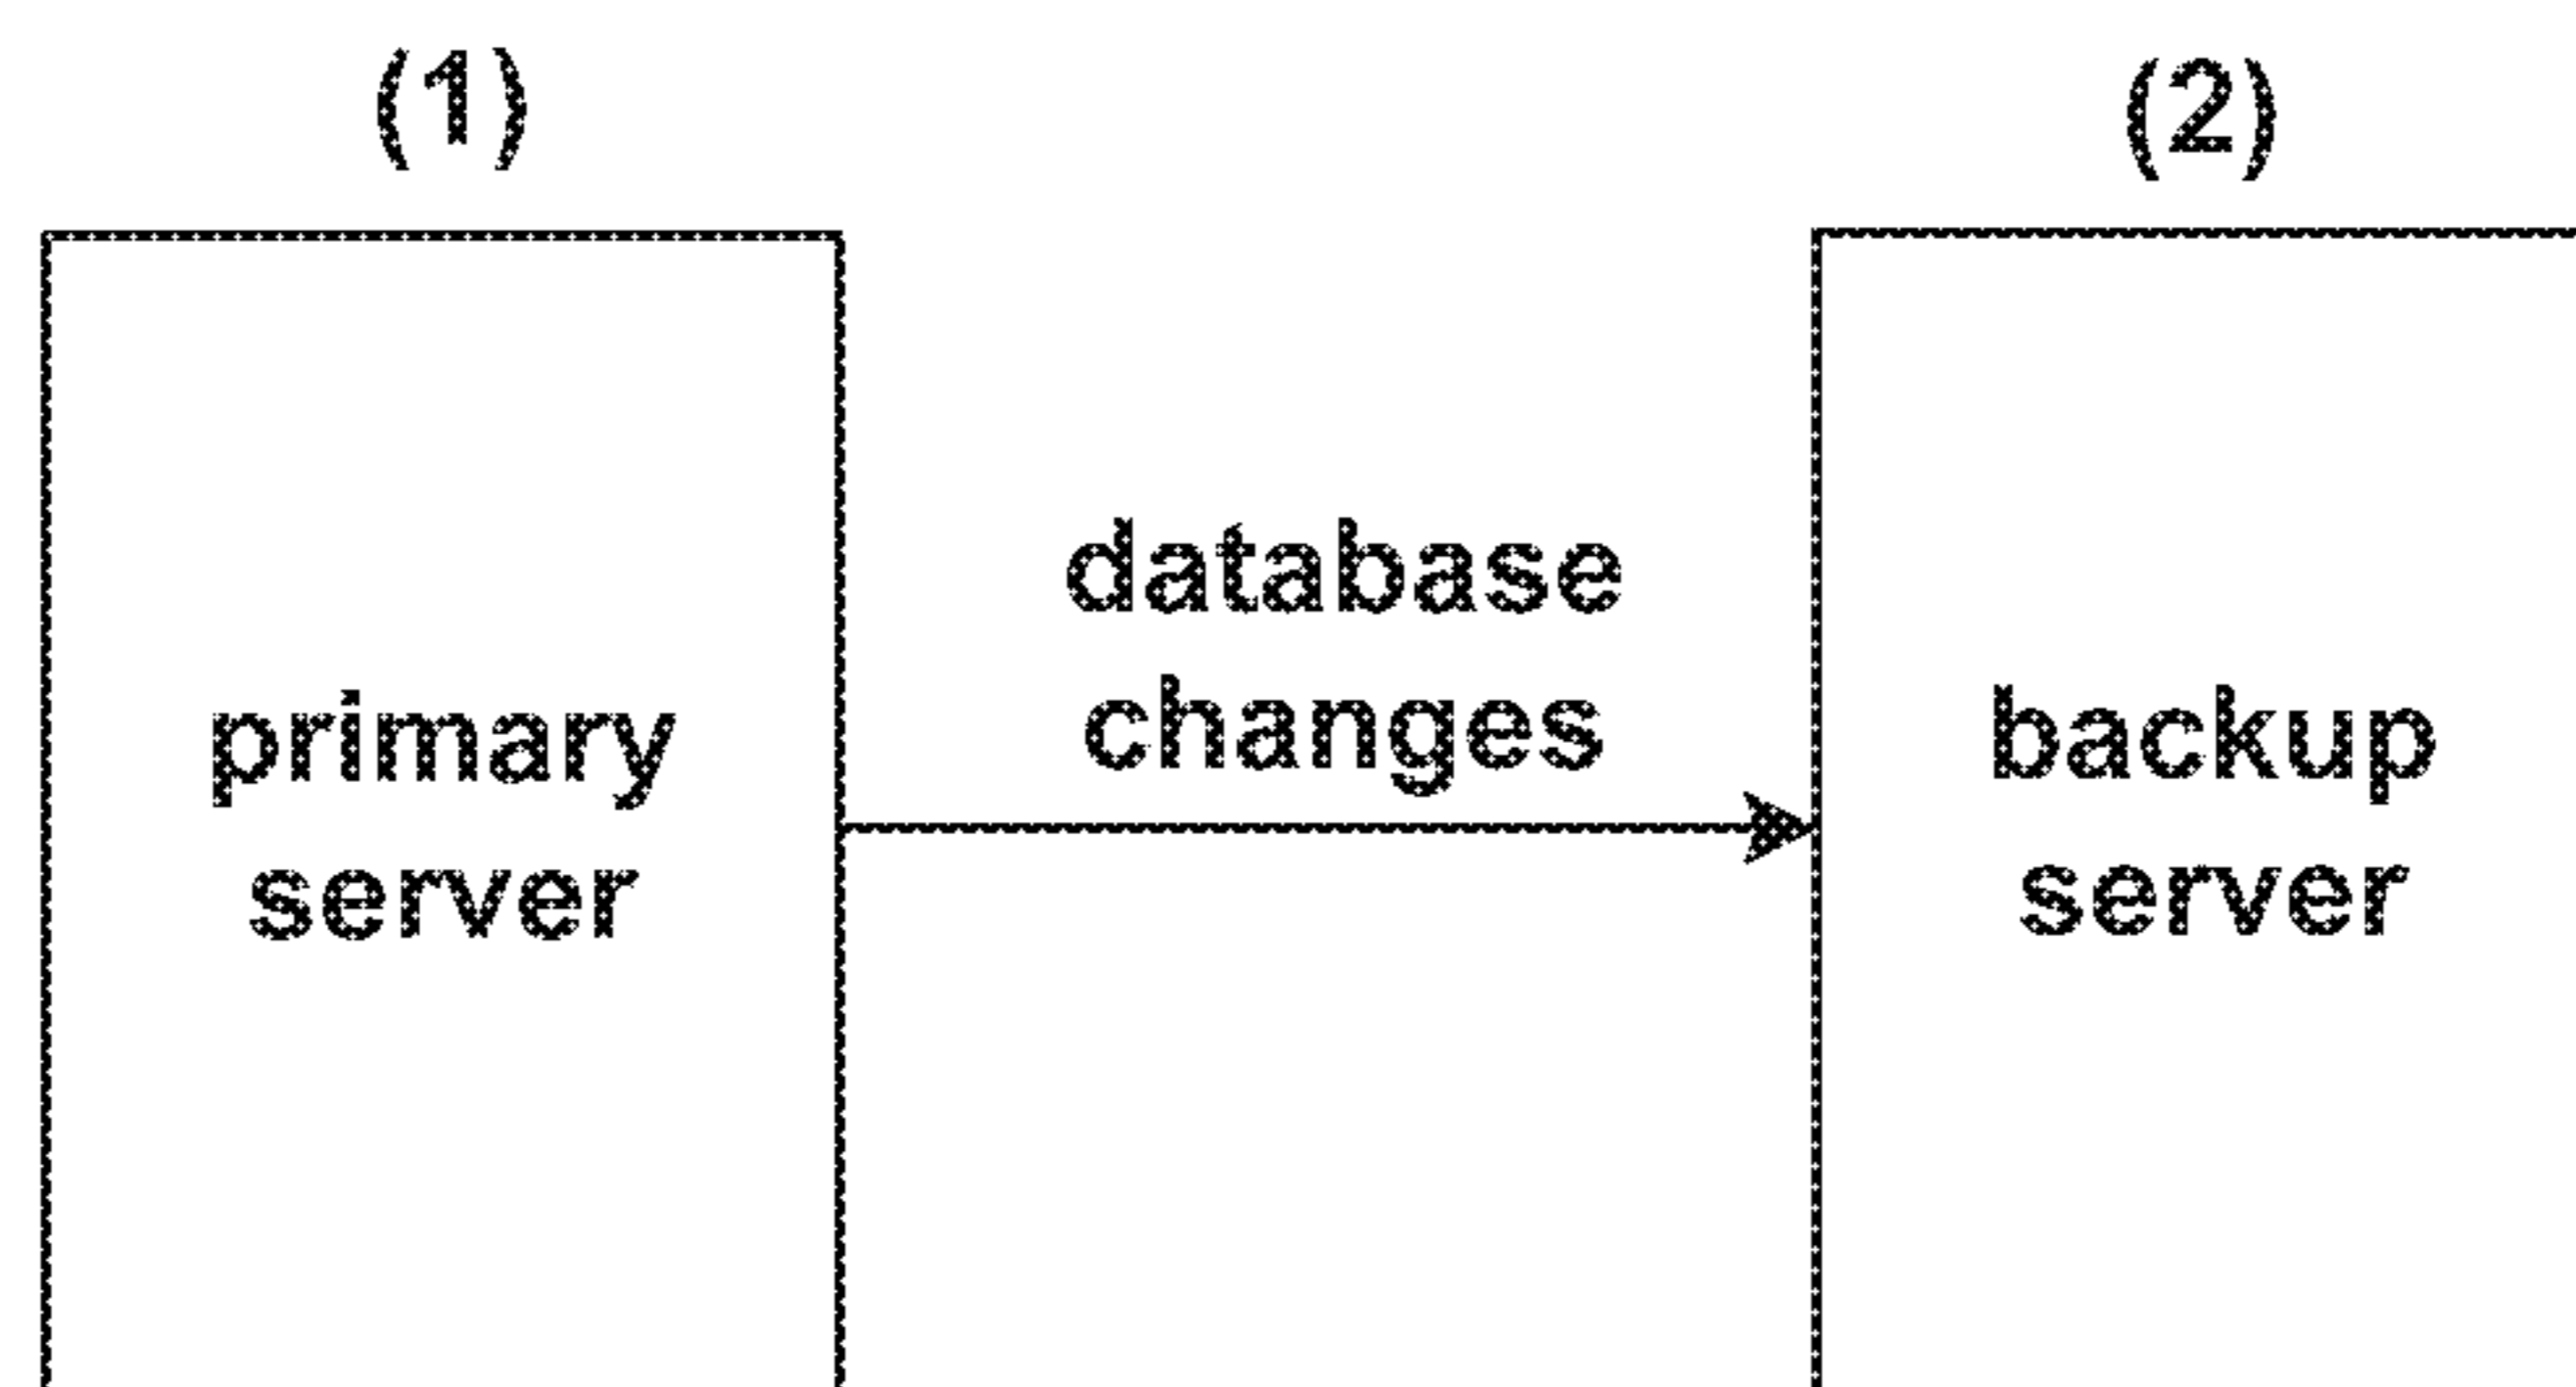 (1)
(2)
database
changes
primary
server
backup
server